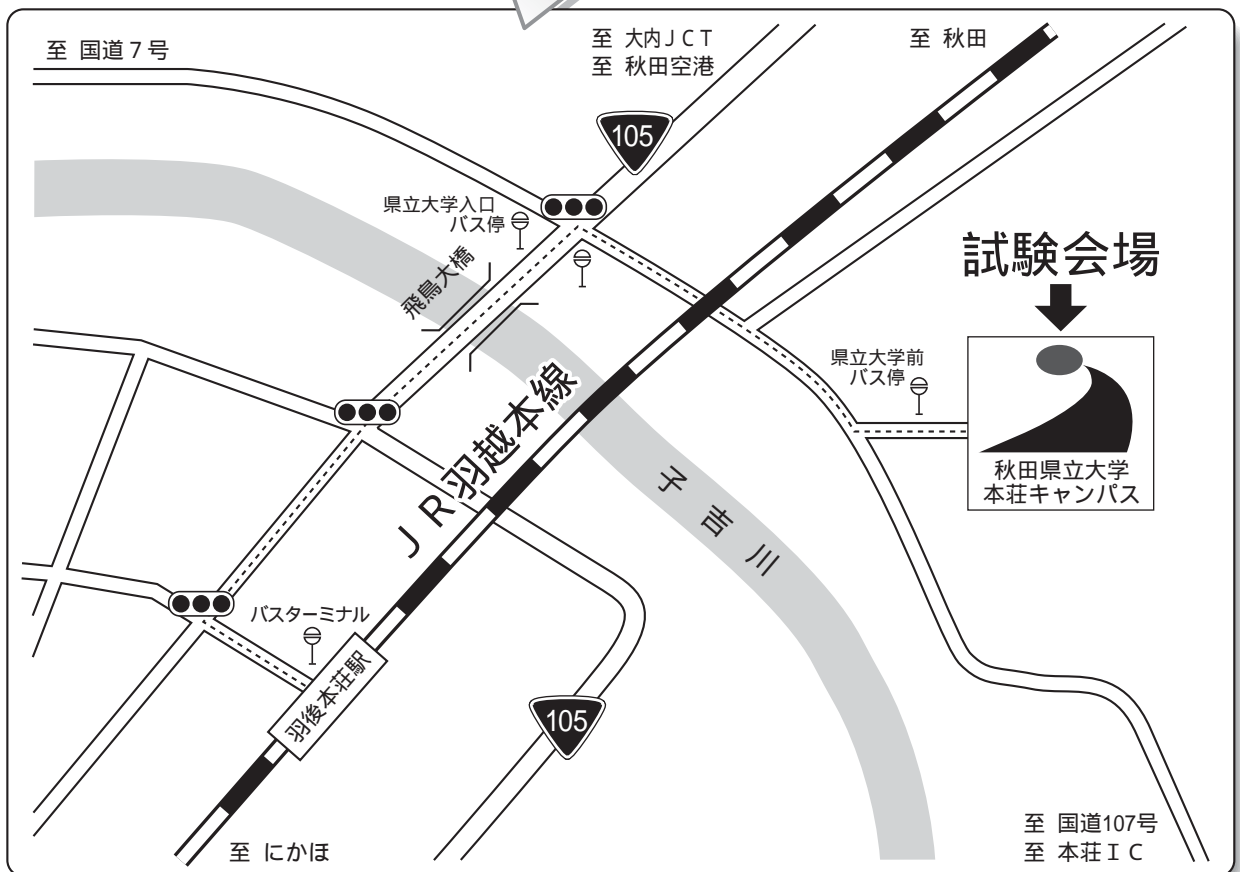 至 国道７号
至 大内ＪＣＴ
至 秋田空港
至 秋田
105
県立大学入口
バス停
飛鳥大橋
試験会場
県立大学前
バス停
ＪＲ羽越本線
秋田県立大学
本荘キャンパス
子吉川
バスターミナル
羽後本荘駅
105
至 にかほ
至 国道107号
至 本荘ＩＣ